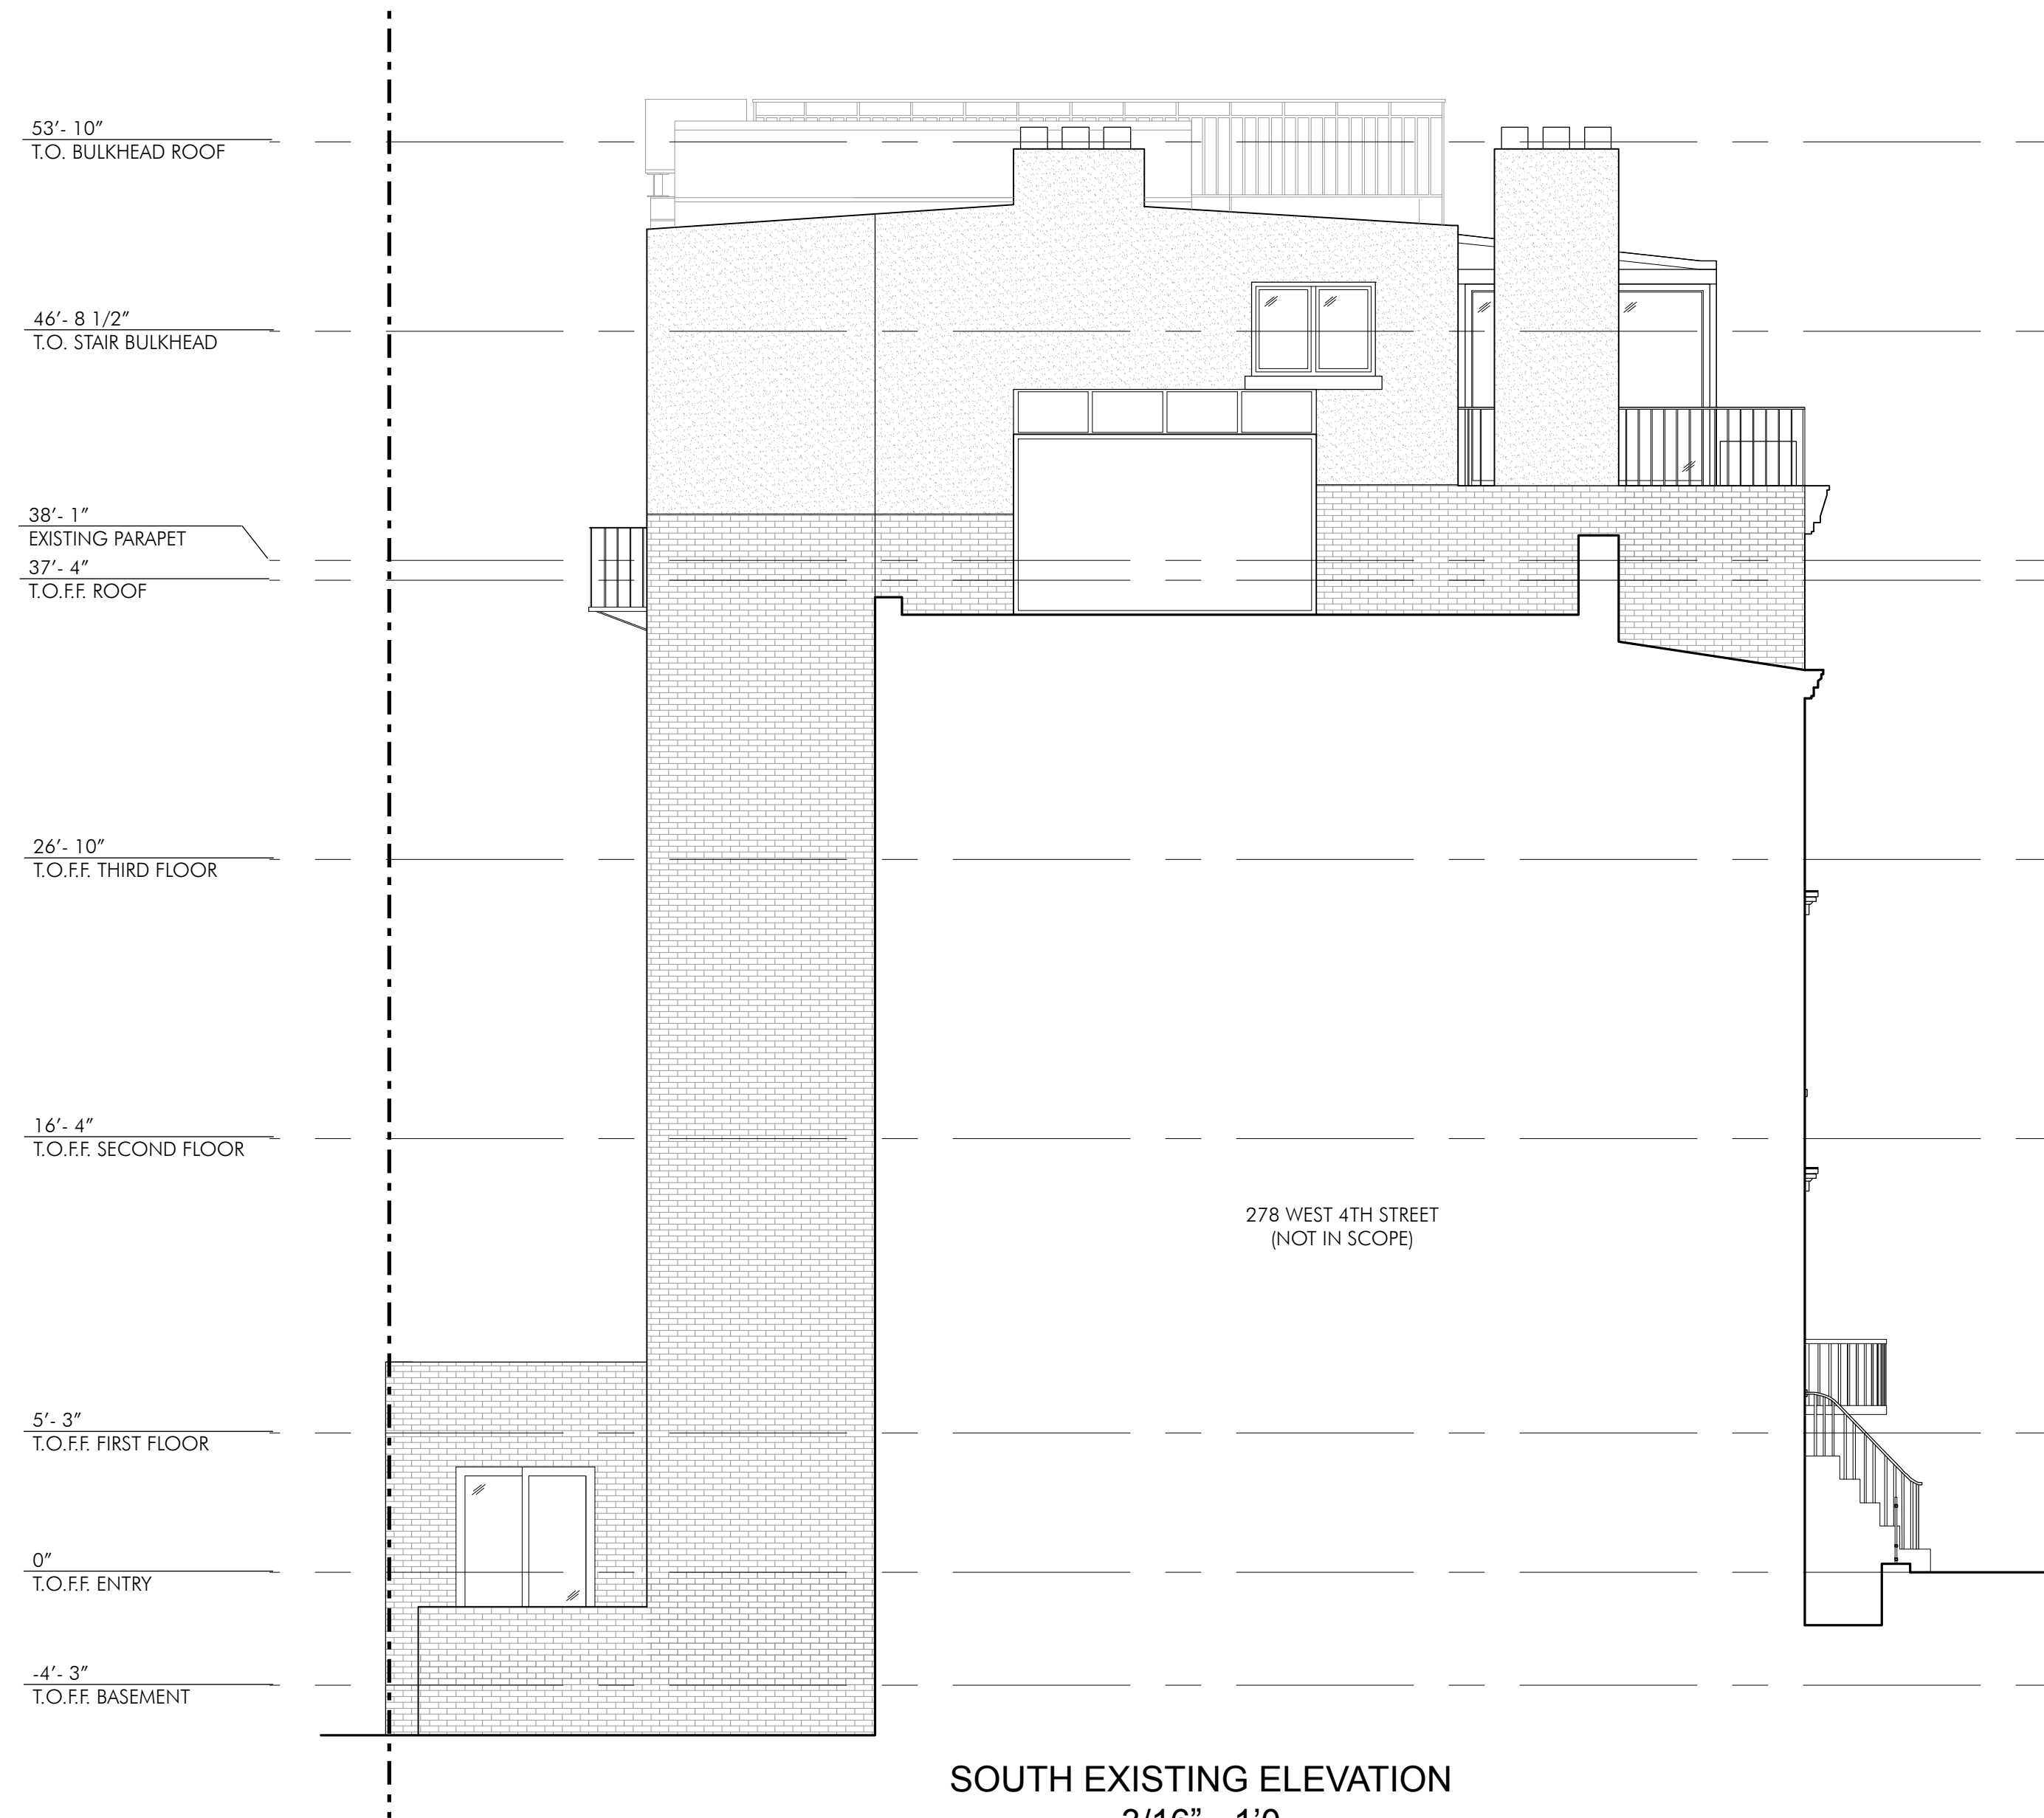 53'- 10"
T.O. BULKHEAD ROOF
46'- 8 1/2"
T.O. STAIR BULKHEAD
38'- 1"
EXISTING PARAPET
37'- 4"
T.O.F.F. ROOF
26'- 10"
T.O.F.F. THIRD FLOOR
16'- 4"
T.O.F.F. SECOND FLOOR
278 WEST 4TH STREET
(NOT IN SCOPE)
5'- 3"
T.O.F.F. FIRST FLOOR
0"
T.O.F.F. ENTRY
-4'- 3"
T.O.F.F. BASEMENT
SOUTH EXISTING ELEVATION